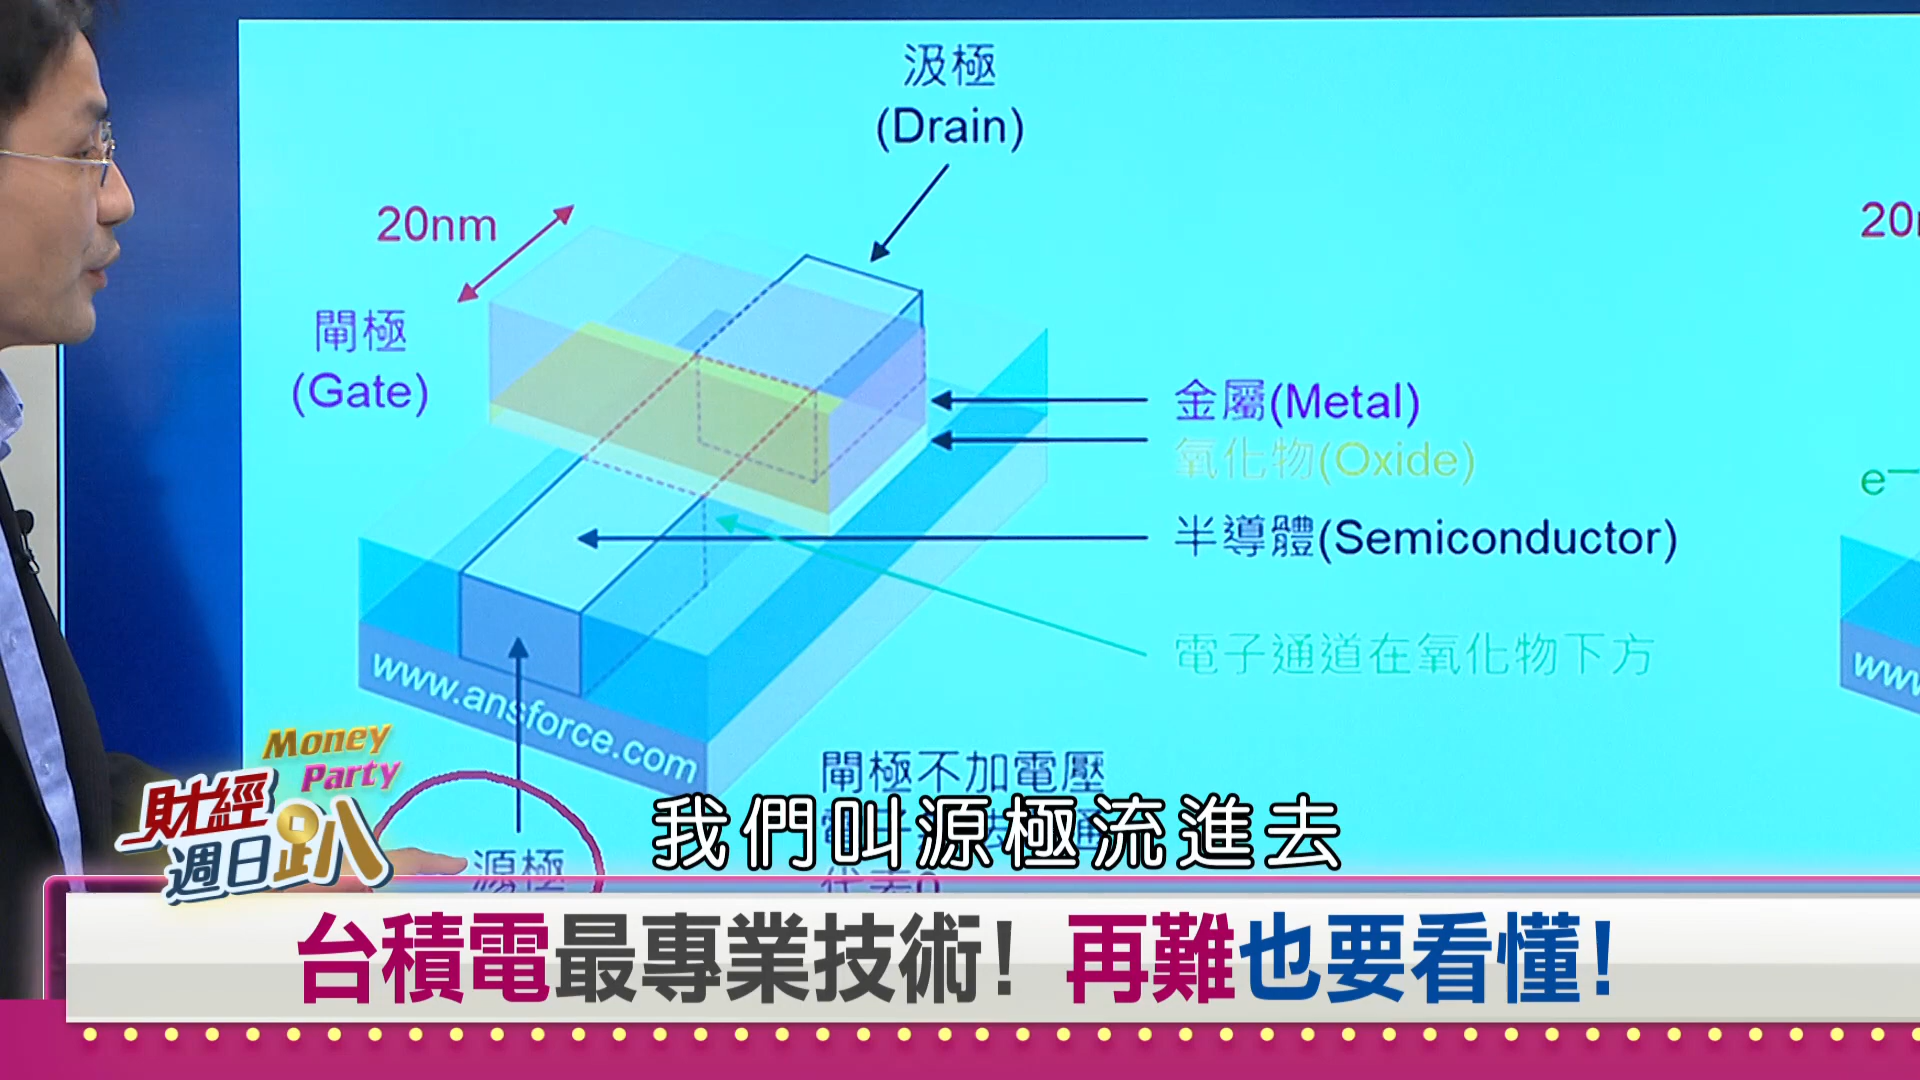 汲極
(Drain)
20nm
閘極
(Gate)
金屬(Metal)
氧化物(Oxide)
半導體(Semiconductor)
電子通道在氧化物下方
www.ansforce.com
閘極不加電壓
源極
我們叫源極流進去
Money
Party
財經
週日趴
台積電最專業技術! 再難也要看懂!
20
e
www